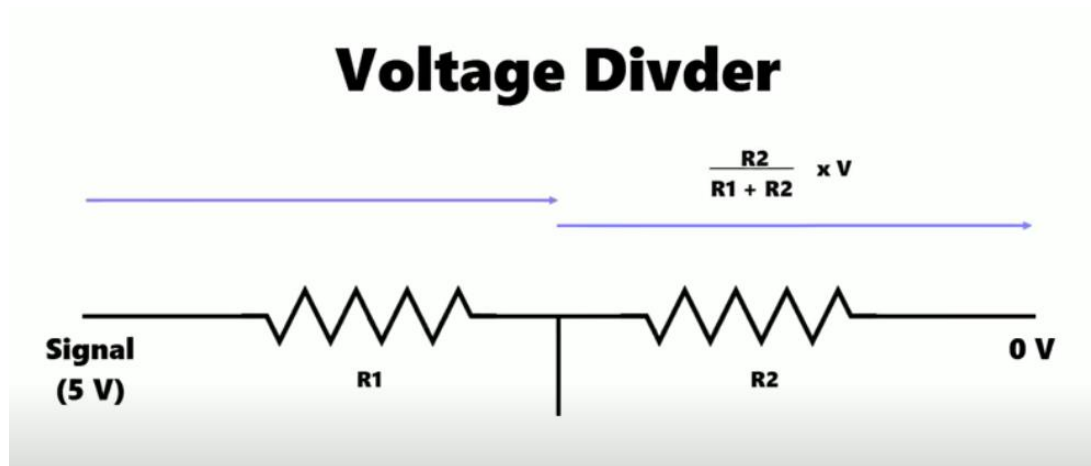 Voltage Divder
R2
R1 + R2
x V
Signal
(5 V)
R1
R2
0 V